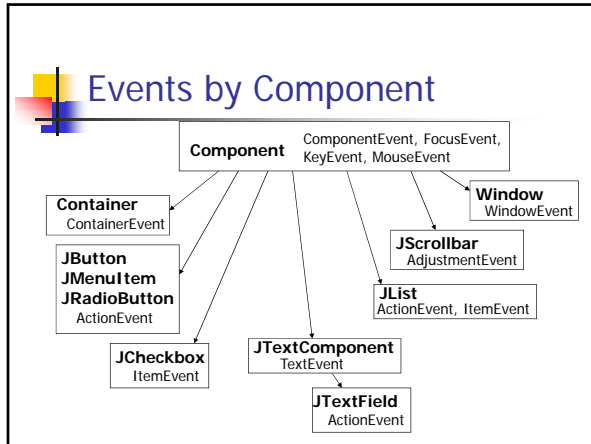 Events by Component
Component
ComponentEvent, FocusEvent,
KeyEvent, MouseEvent
Container
ContainerEvent
JButton
JMenuItem
JRadioButton
ActionEvent
JCheckbox
ItemEvent
JTextComponent
TextEvent
JTextField
ActionEvent
JList
ActionEvent, ItemEvent
JScrollbar
AdjustmentEvent
Window
WindowEvent